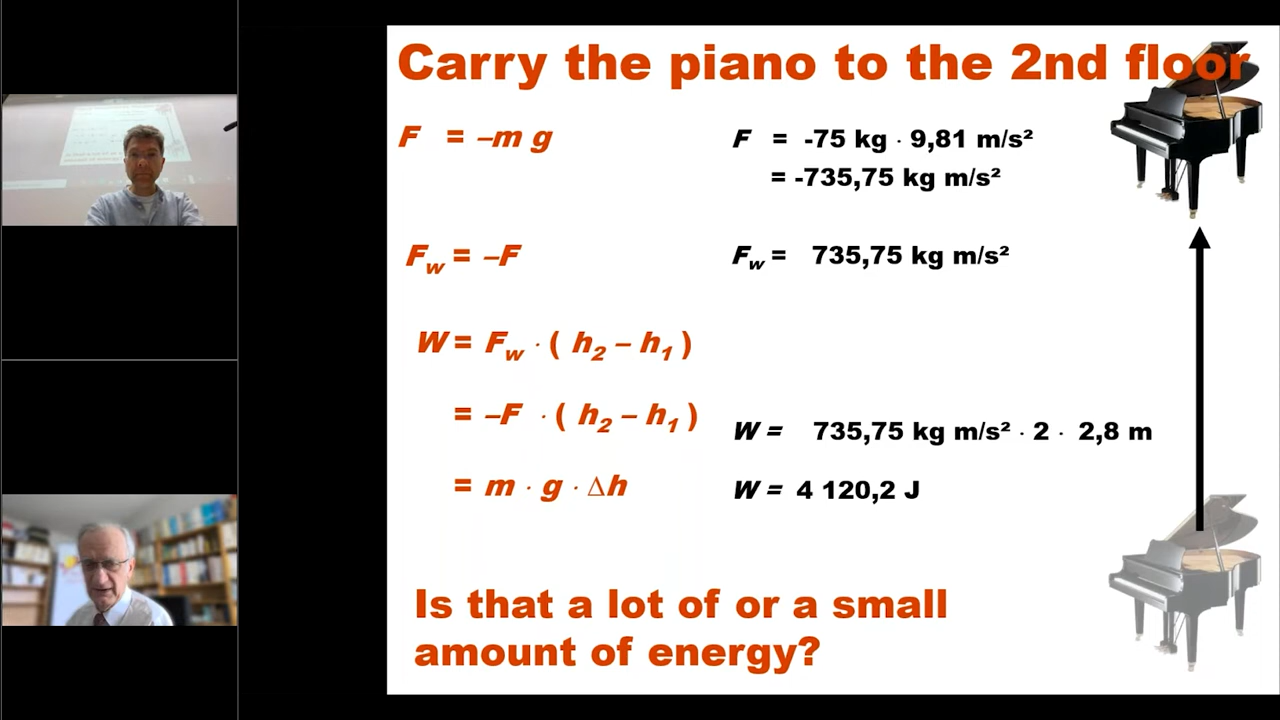 Carry the piano to the 2nd floor
F = –m g
F = -75 kg · 9,81 m/s²
= -735,75 kg m/s²
Fw = –F
Fw = 735,75 kg m/s²
W = Fw · ( h2 – h1 )
= –F · ( h2 – h1 )
W = 735,75 kg m/s² · 2 · 2,8 m
= m · g · Δh
W = 4 120,2 J
Is that a lot of or a small
amount of energy?